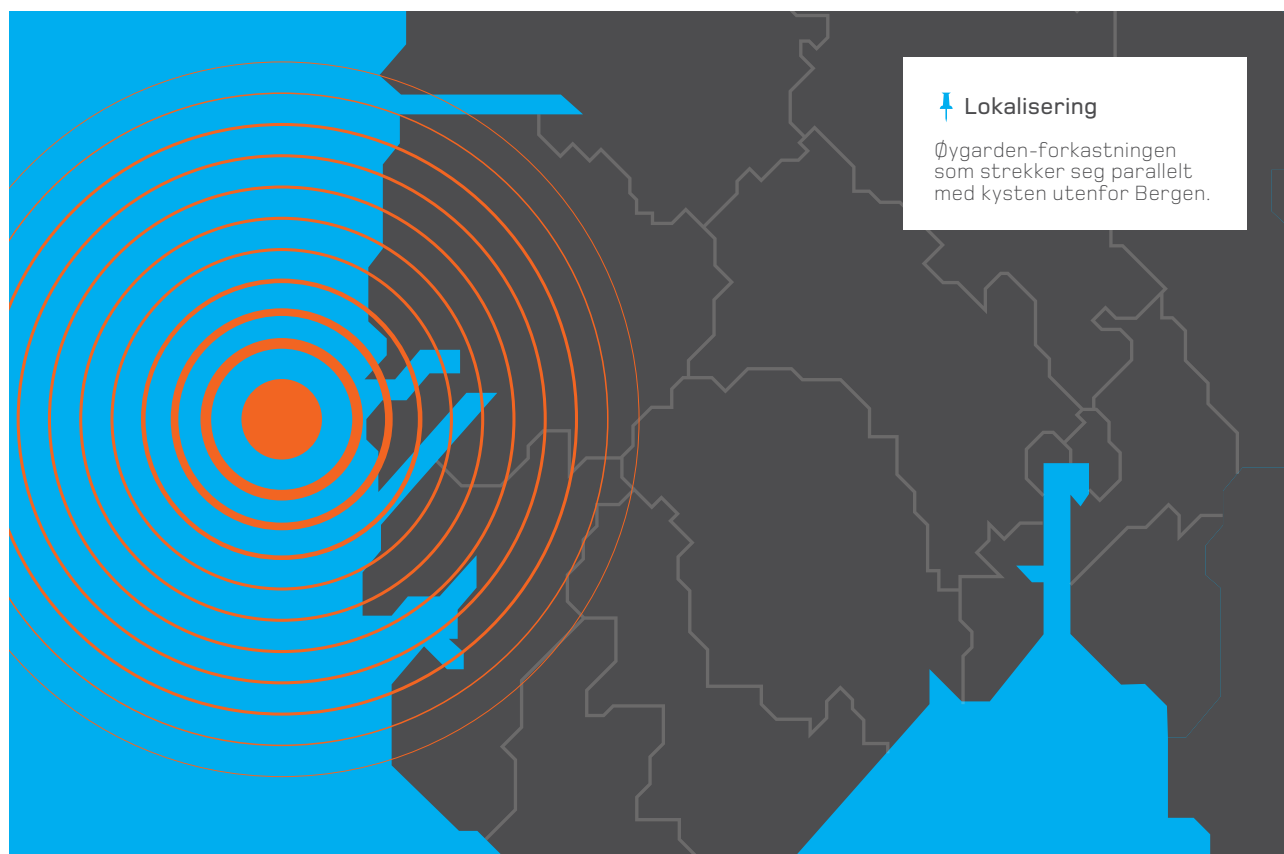 Lokalisering
Øygarden-forkastningen
som strekker seg parallelt
med kysten utenfor Bergen.